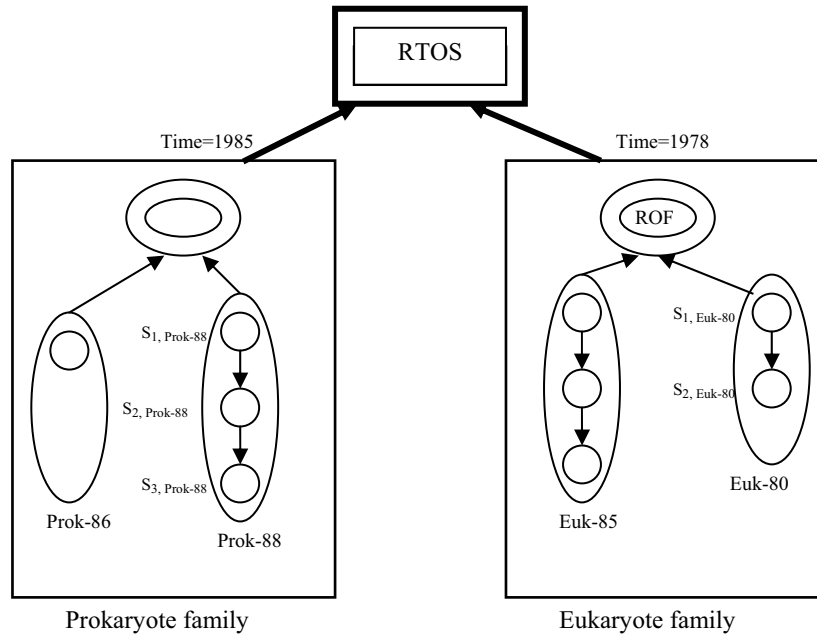 RTOS
Time=1985
Time=1978
ROF
S1, Prok-88
S2, Prok-88
S3, Prok-88
Prok-86
Prok-88
S1, Euk-80
S2, Euk-80
Euk-85
Euk-80
Prokaryote family
Eukaryote family